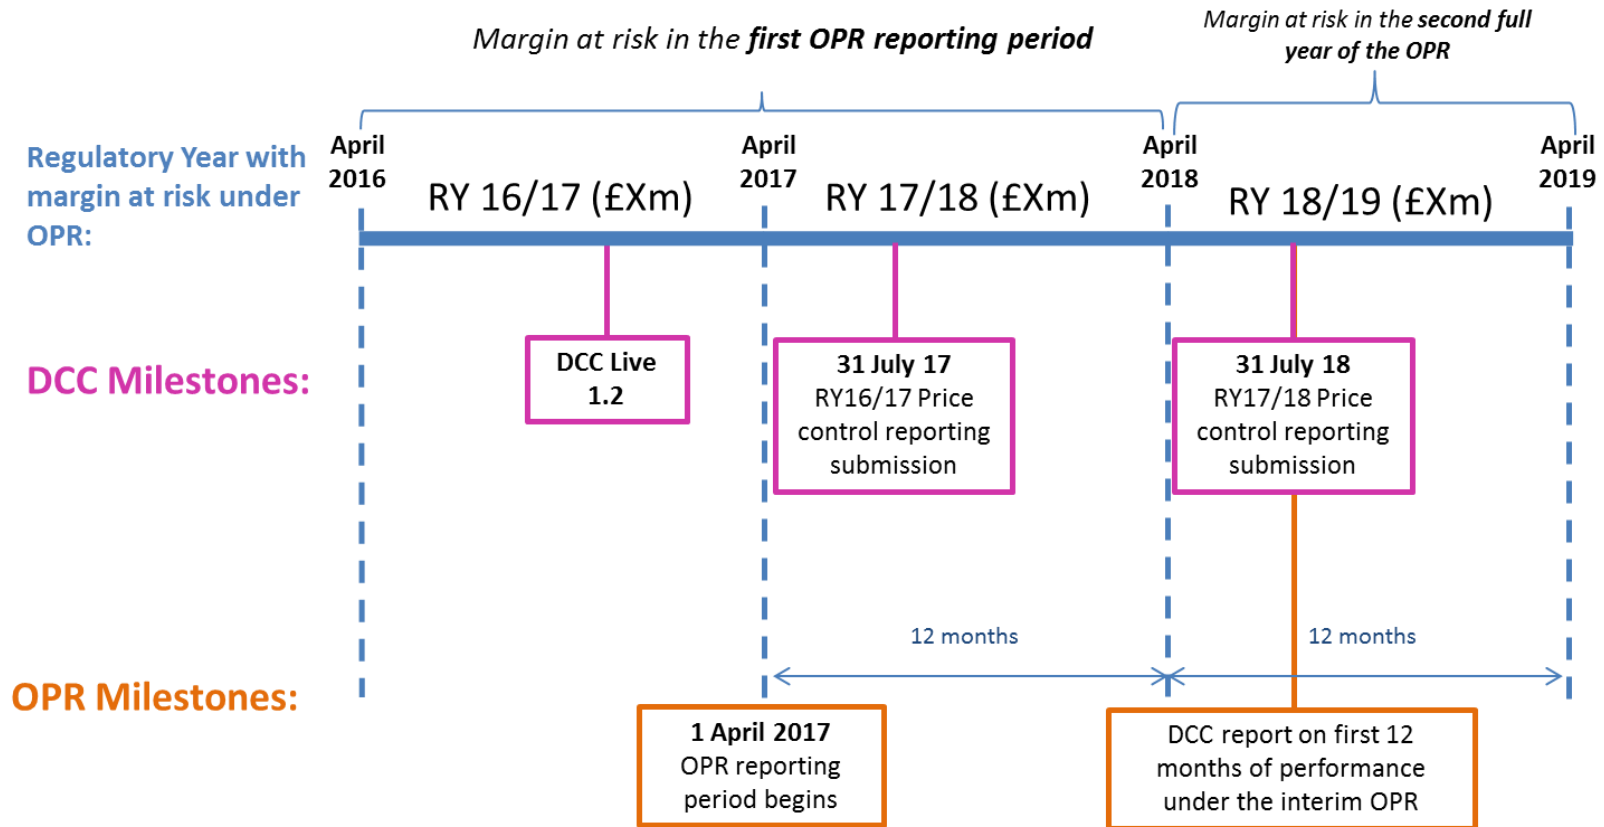 Margin at risk in the first OPR reporting period
Margin at risk in the second full
year of the OPR
Regulatory Year with
margin at risk under
OPR:
April
2016
April
2017
April
2018
April
2019
RY 16/17 (£Xm)
RY 17/18 (£Xm)
RY 18/19 (£Xm)
DCC Milestones:
DCC Live
1.2
31 July 17
RY16/17 Price
control reporting
submission
31 July 18
RY17/18 Price
control reporting
submission
12 months
12 months
OPR Milestones:
1 April 2017
OPR reporting
period begins
DCC report on first 12
months of performance
under the interim OPR